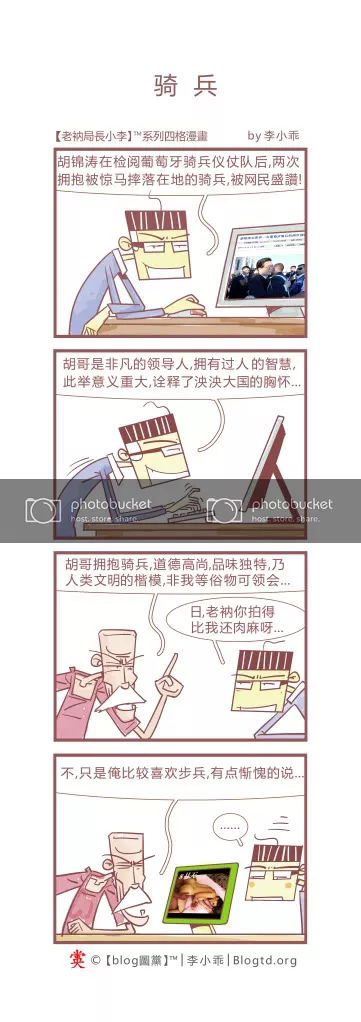 骑 兵
【老衲局長小李】™系列四格漫畫 by 李小乖
胡锦涛在检阅葡萄牙骑兵仪仗队后,两次
拥抱被惊马摔落在地的骑兵,被网民盛讚!
胡哥是非凡的领导人,拥有过人的智慧,
此举意义重大,诠释了泱泱大国的胸怀...
photobucket
host. store. share.
photobucket
host. store. share.
胡哥拥抱骑兵,道德高尚,品味独特,乃
人类文明的楷模,非我等俗物可领会...
日,老衲你拍得
比我还肉麻呀...
不,只是俺比较喜欢步兵,有点惭愧的说...
......
© 【blog圖黨】™ | 李小乖 | Blogtd.org